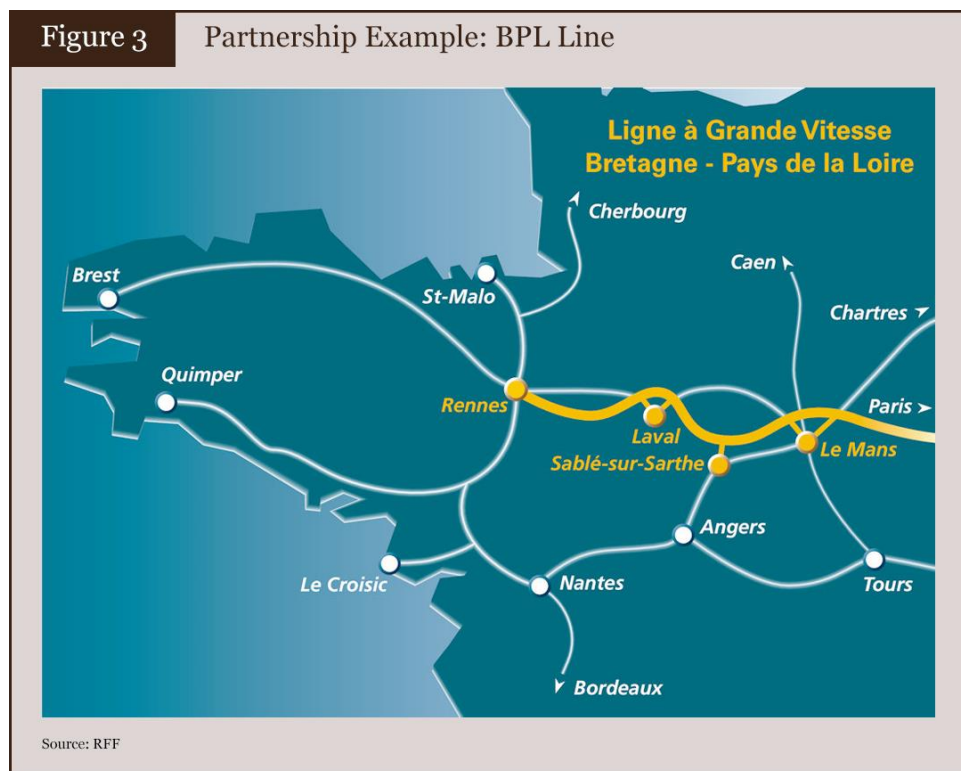 Figure 3
Partnership Example: BPL Line
Ligne à Grande Vitesse
Bretagne - Pays de la Loire
Cherbourg
Caen
Brest
St-Malo
Chartres
Quimper
Rennes
Paris
Laval
Le Mans
Sablé-sur-Sarthe
Angers
Le Croisic
Nantes
Tours
Bordeaux
Source: RFF